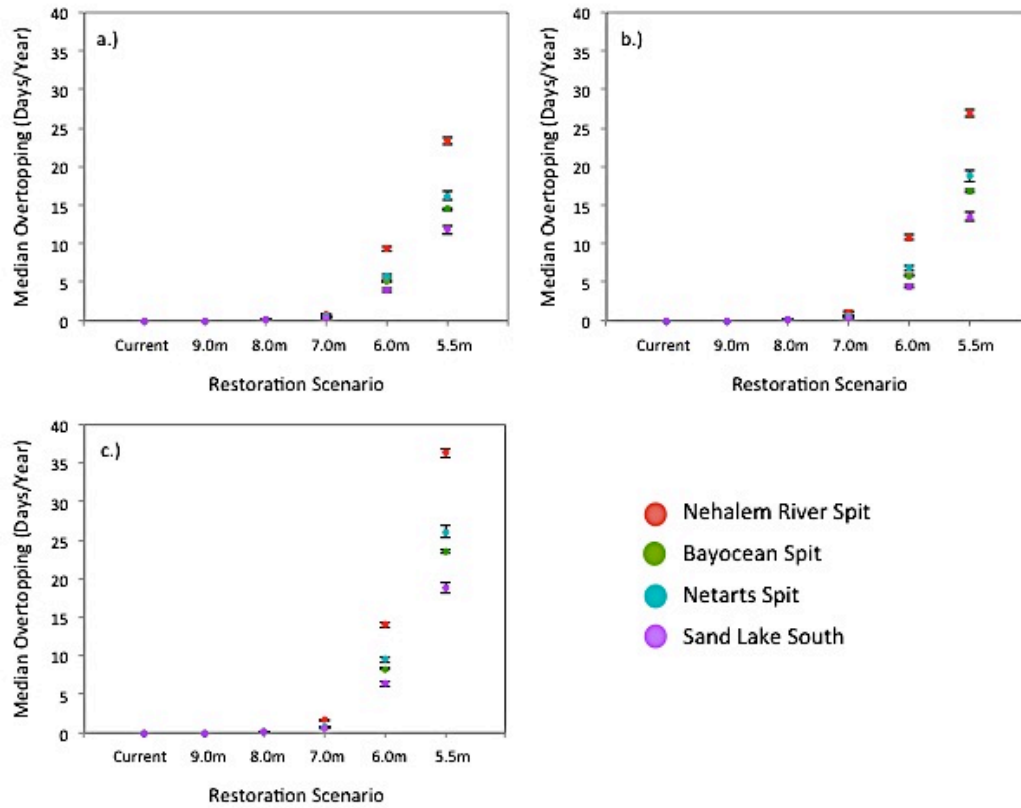 a.)
Median Overtopping (Days/Year)
40
35
30
25
20
15
10
5
0
Current 9.0m 8.0m 7.0m 6.0m 5.5m
Restoration Scenario
b.)
Median Overtopping (Days/Year)
40
35
30
25
20
15
10
5
0
Current 9.0m 8.0m 7.0m 6.0m 5.5m
Restoration Scenario
c.)
Median Overtopping (Days/Year)
40
35
30
25
20
15
10
5
0
Current 9.0m 8.0m 7.0m 6.0m 5.5m
Restoration Scenario
Nehalem River Spit
Bayocean Spit
Netarts Spit
Sand Lake South